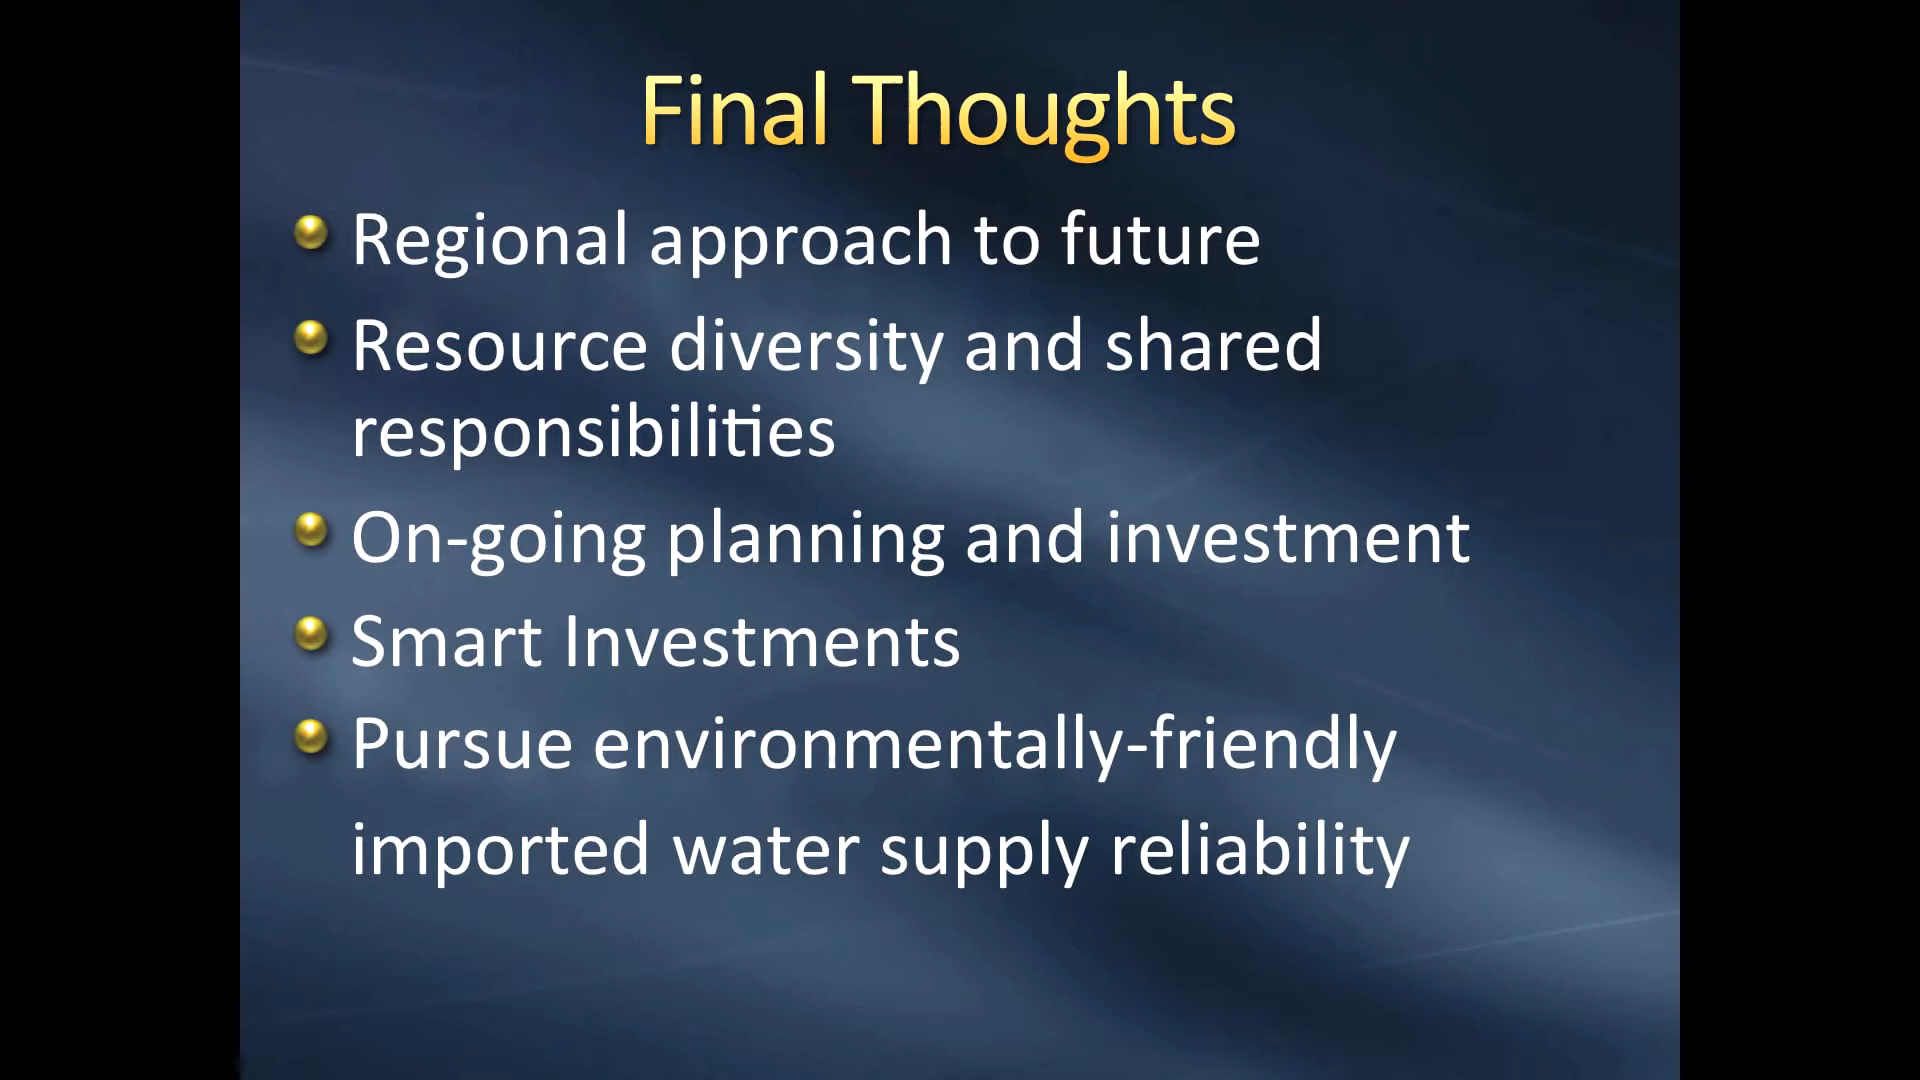 Final Thoughts
Regional approach to future
Resource diversity and shared
responsibilities
On-going planning and investment
Smart Investments
Pursue environmentally-friendly
imported water supply reliability